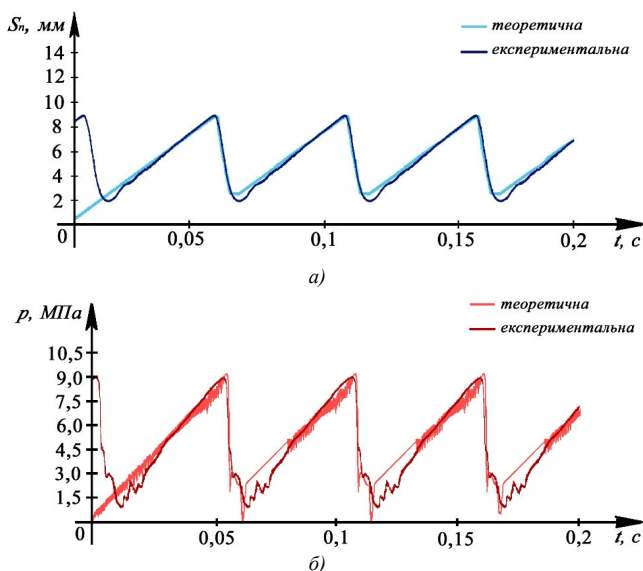 Sп, мм
теоретична
експериментальна
14
12
10
8
6
4
2
0
0,05
0,1
0,15
0,2
t, с
а)
p, МПа
теоретична
експериментальна
10,5
9,0
7,5
6,0
4,5
3,0
1,5
0
0,05
0,1
0,15
0,2
t, с
б)